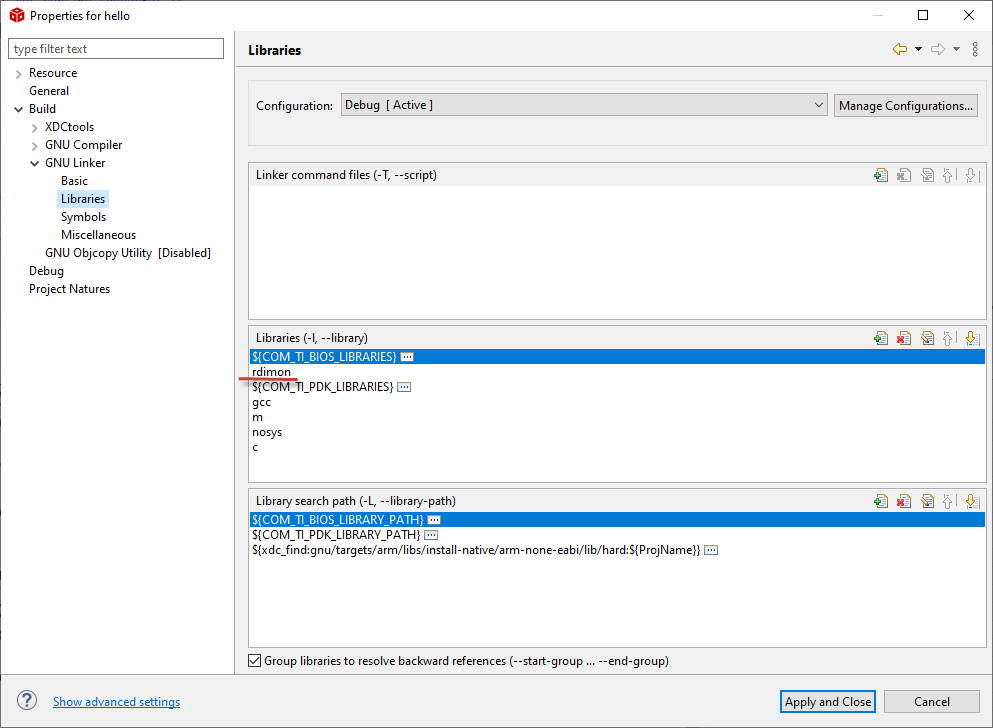 Properties for hello
type filter text
Resource
General
Build
XDCtools
GNU Compiler
GNU Linker
Basic
Libraries
Symbols
Miscellaneous
GNU Objcopy Utility [Disabled]
Debug
Project Natures
Libraries
Configuration: Debug [ Active ] Manage Configurations...
Linker command files (-T, --script)
Libraries (-l, --library)
${COM_TI_BIOS_LIBRARIES}
rdimon
${COM_TI_PDK_LIBRARIES}
gcc
m
nosys
c
Library search path (-L, --library-path)
${COM_TI_BIOS_LIBRARY_PATH}
${COM_TI_PDK_LIBRARY_PATH}
${xdc_find:gnu/targets/arm/libs/install-native/arm-none-eabi/lib/hard:${ProjName}}
Group libraries to resolve backward references (--start-group ... --end-group)
? Show advanced settings Apply and Close Cancel